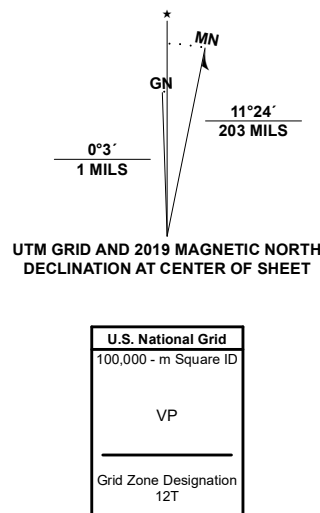 ★
MN
GN
11°24´
203 MILS
0°3´
1 MILS
UTM GRID AND 2019 MAGNETIC NORTH
DECLINATION AT CENTER OF SHEET
U.S. National Grid
100,000 - m Square ID
VP
Grid Zone Designation
12T